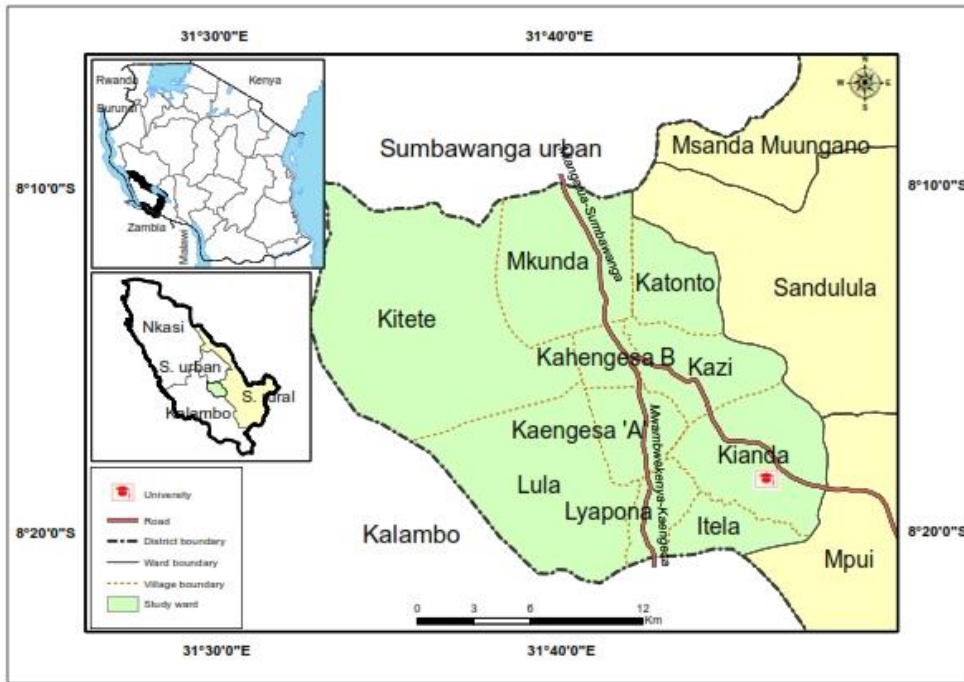 31°30'0"E
31°40'0"E
Rwanda
Kenya
Burundi
Zambia
Malawi
N
W
E
S
Sumbawanga urban
Msanda Muungano
8°10'0"S
8°10'0"S
Sumbawanga
Mkunda
Katonto
Sandulula
Kitete
Nkasi
S. urban
S. rural
Kalambo
Kahengesa B
Kazi
Kaengesa 'A'
Mwambwekenya-Kaengesa
Kianda
Lula
Lyapona
Itela
Kalambo
Mpui
8°20'0"S
8°20'0"S
University
Road
District boundary
Ward boundary
Village boundary
Study ward
0
3
6
12
Km
31°30'0"E
31°40'0"E